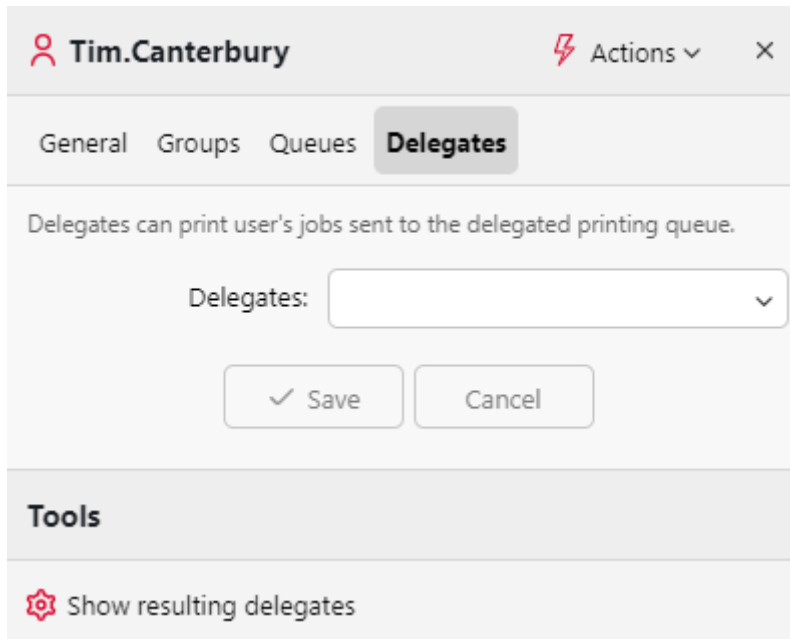 Tim.Canterbury Actions
General Groups Queues Delegates
Delegates can print user's jobs sent to the delegated printing queue.
Delegates:
Save Cancel
Tools
Show resulting delegates